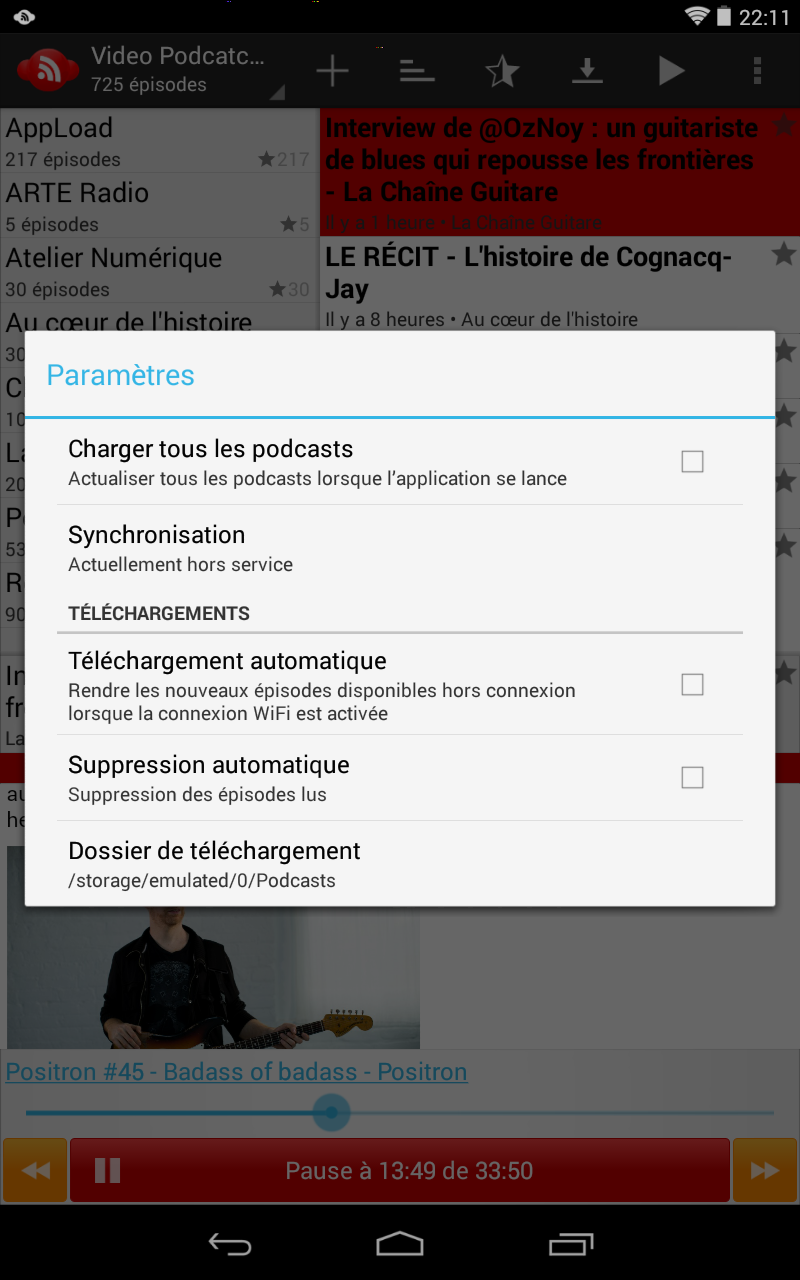 22:11
Video Podcatc...
725 épisodes
AppLoad
217 épisodes
217
ARTE Radio
5 épisodes
5
Atelier Numérique
30 épisodes
30
Au cœur de l'histoire
30
C
10
La
20
P
53
R
90
Interview de @OzNoy : un guitariste
de blues qui repousse les frontières
- La Chaîne Guitare
Il y a 1 heure • La Chaîne Guitare
LE RÉCIT - L'histoire de Cognacq-
Jay
Il y a 8 heures • Au cœur de l'histoire
Paramètres
Charger tous les podcasts
Actualiser tous les podcasts lorsque l’application se lance
Synchronisation
Actuellement hors service
TÉLÉCHARGEMENTS
Téléchargement automatique
Rendre les nouveaux épisodes disponibles hors connexion
lorsque la connexion WiFi est activée
Suppression automatique
Suppression des épisodes lus
Dossier de téléchargement
/storage/emulated/0/Podcasts
In
fr
La
au
he
Positron #45 - Badass of badass - Positron
Pause à 13:49 de 33:50